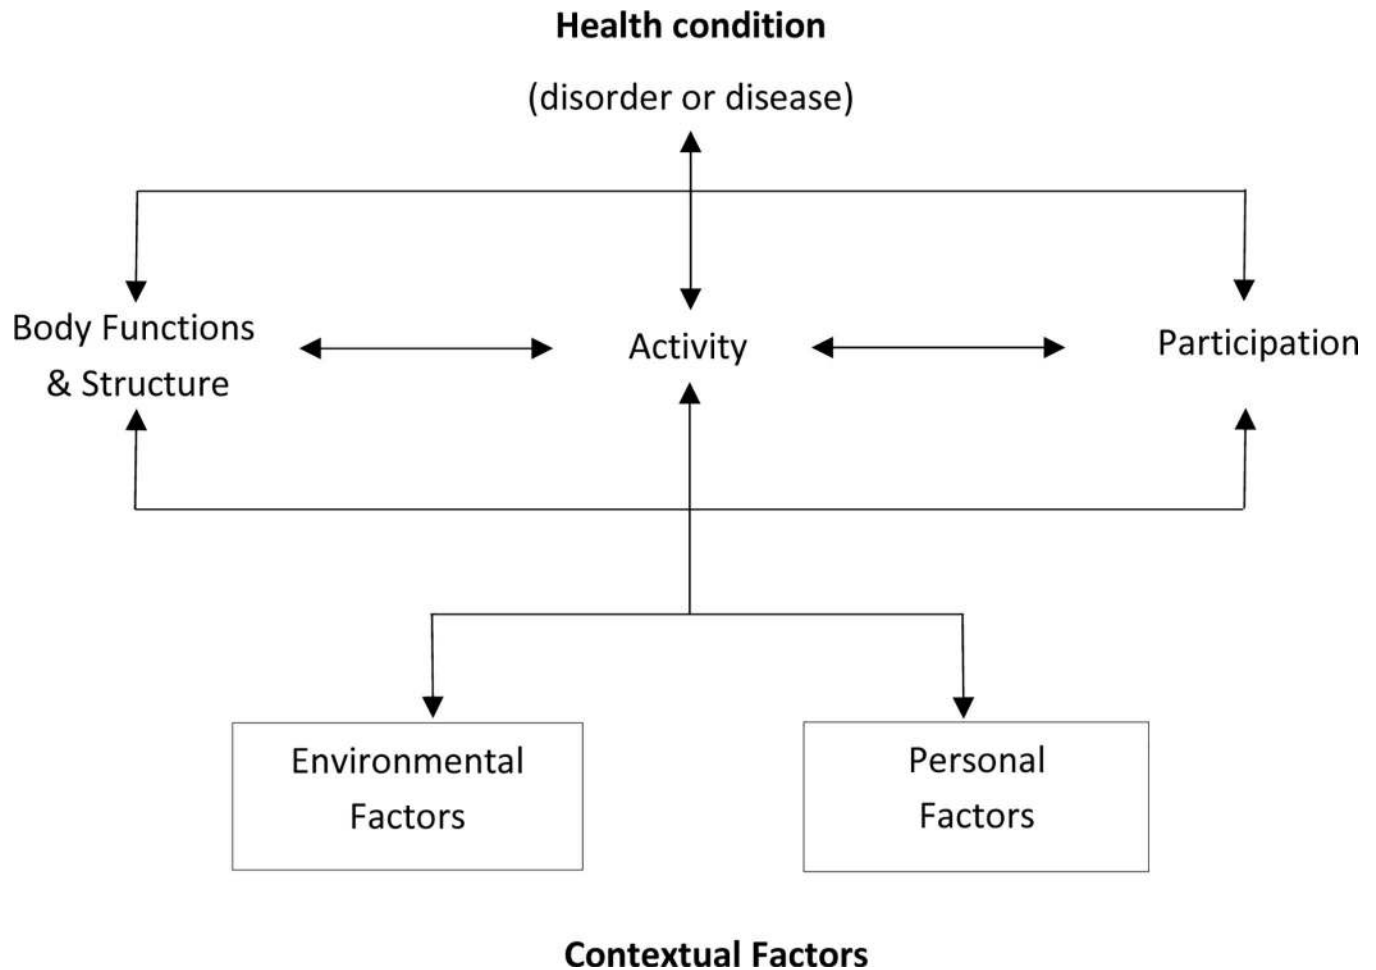 Health condition
(disorder or disease)
Body Functions
& Structure
Activity
Participation
Environmental
Factors
Personal
Factors
Contextual Factors